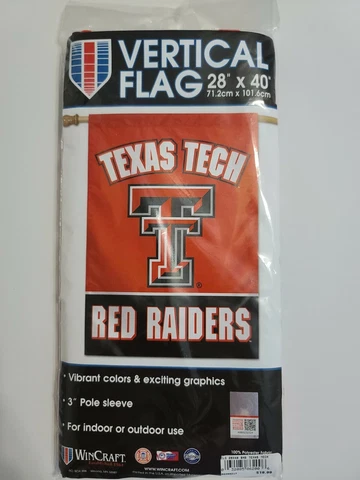 VERTICAL
FLAG 28" x 40"
71.2cm x 101.6cm
TEXAS TECH
T
®
RED RAIDERS
• Vibrant colors & exciting graphics
• 3" Pole sleeve
• For indoor or outdoor use
100% Polyester Fabric
WINCRAFT
WWW.WINCRAFT.COM